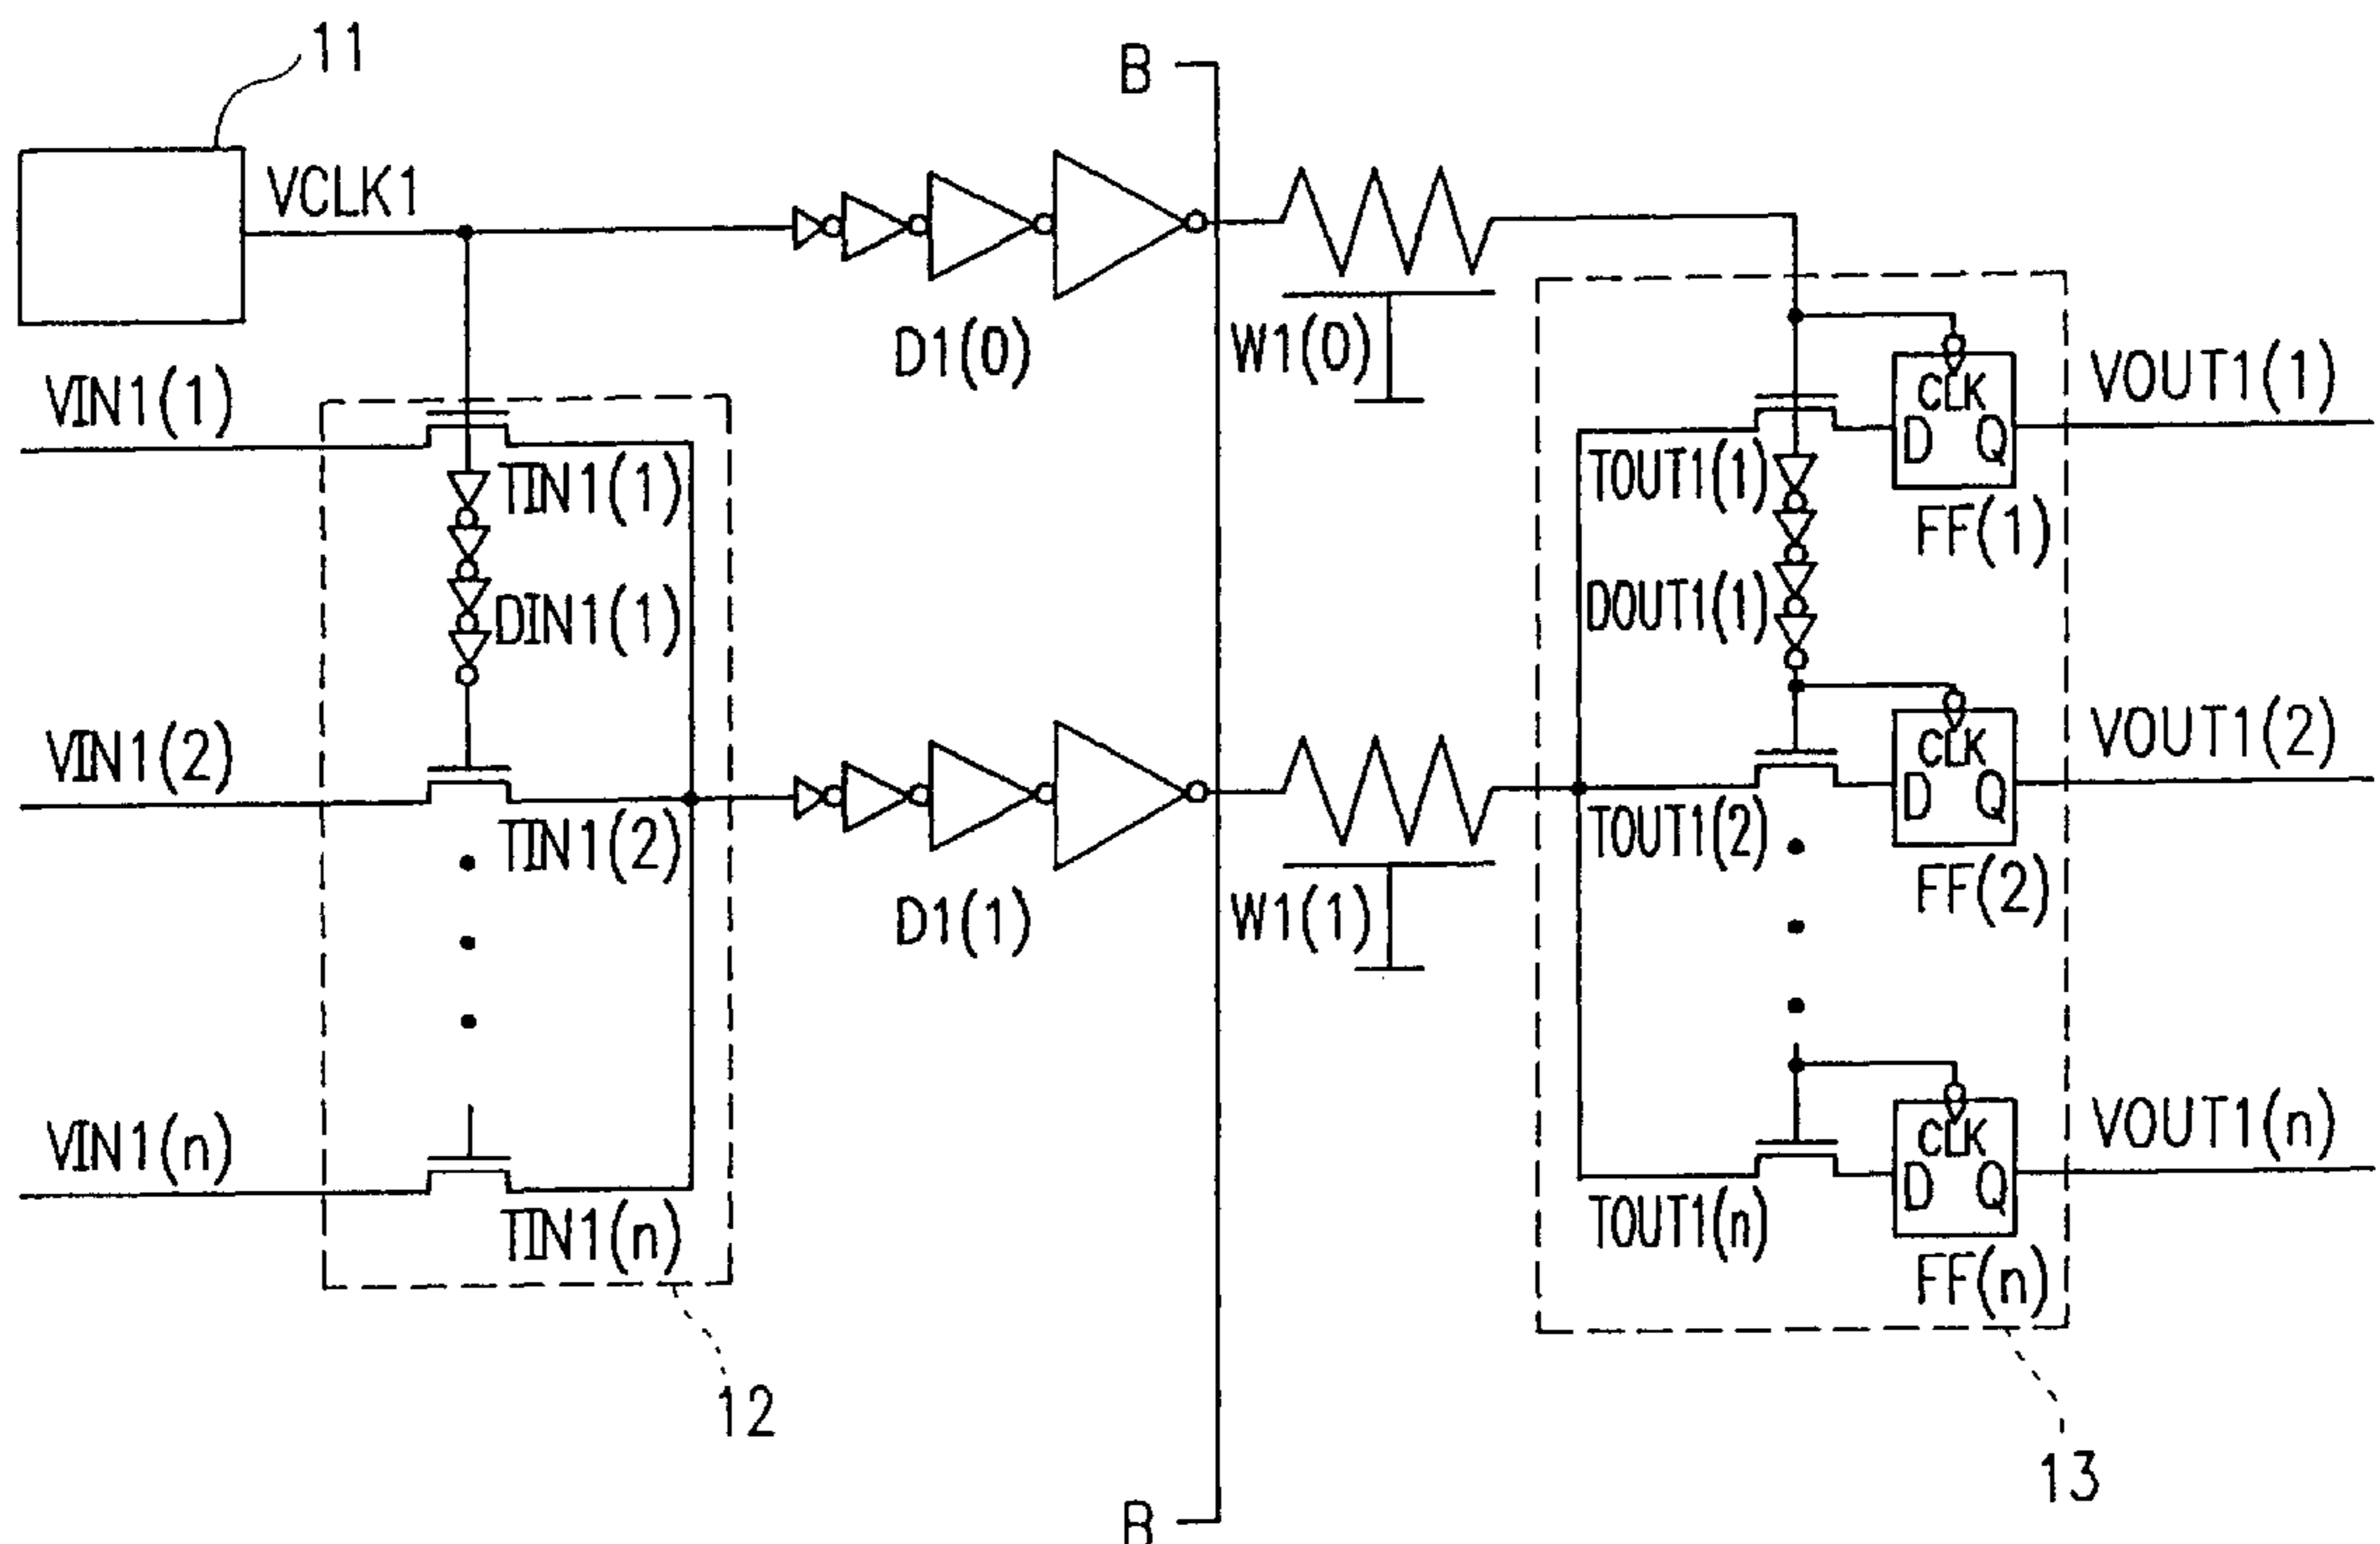 11
B
VCLK1
D1(0)
W1(0)
VIN1(1)
CLK
D Q
VOUT1(1)
TIN1(1)
TOUT1(1)
FF(1)
DIN1(1)
DOUT1(1)
VIN1(2)
CLK
D Q
VOUT1(2)
TIN1(2)
TOUT1(2)
FF(2)
D1(1)
W1(1)
VIN1(n)
CLK
D Q
VOUT1(n)
TIN1(n)
TOUT1(n)
FF(n)
12
13
B